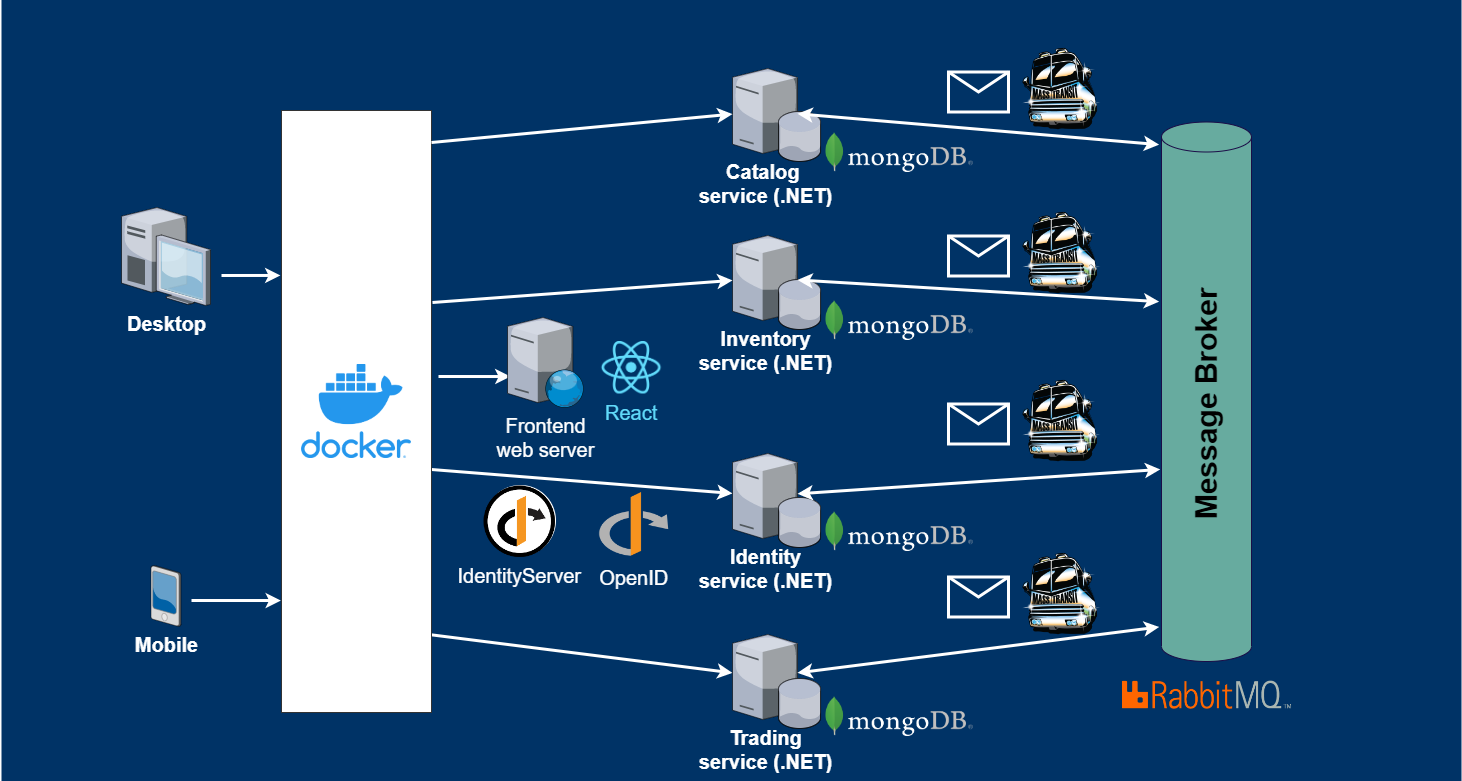 MASS TRANSIT
mongoDB®
Catalog
service (.NET)
MASS TRANSIT
Desktop
mongoDB®
Inventory
service (.NET)
Message Broker
docker
React
Frontend
web server
MASS TRANSIT
mongoDB®
IdentityServer
OpenID
Identity
service (.NET)
MASS TRANSIT
Mobile
RabbitMQ™
mongoDB®
Trading
service (.NET)